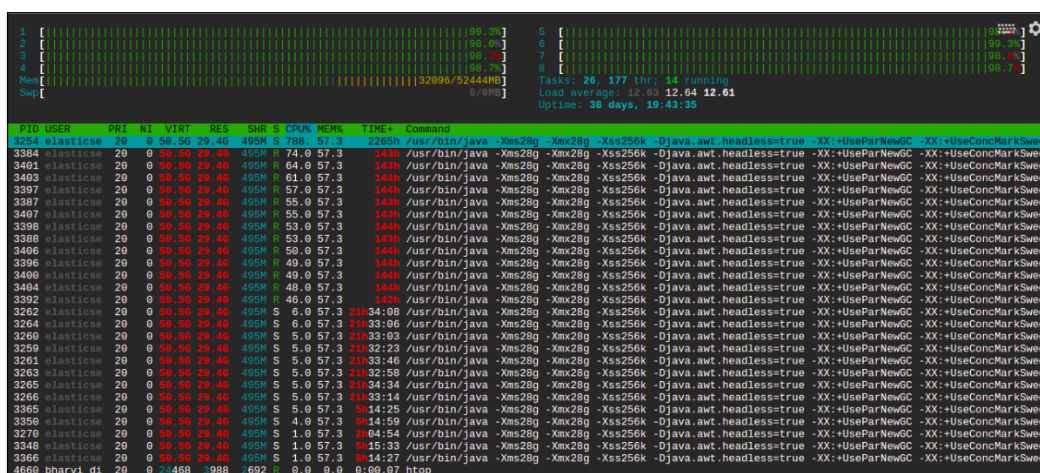 1 [ 99.3%] 5 [
2 [ 98.0%] 6 [ 99.3%]
3 [ 7 [
4 [ 98.7%] 8 [ 98.7
Mem[ 32096/52444MB] Tasks: 26, 177 thr; 14 running
Swp[ 0/0MB] Load average: 12.63 12.64 12.61
Uptime: 38 days, 19:43:35
PID USER PRI NI VIRT RES SHR S CPU% MEM% TIME+ Command
3254 elasticse 20 0 50.5G 29.4G 495M S 788. 57.3 2265h /usr/bin/java -Xms28g -Xmx28g -Xss256k -Djava.awt.headless=true -XX:+UseParNewGC -XX:+UseConcMarkSwee
3384 elasticse 20 0 50.5G 29.4G 495M R 74.0 57.3 143h /usr/bin/java -Xms28g -Xmx28g -Xss256k -Djava.awt.headless=true -XX:+UseParNewGC -XX:+UseConcMarkSwee
3401 elasticse 20 0 50.5G 29.4G 495M R 64.0 57.3 143h /usr/bin/java -Xms28g -Xmx28g -Xss256k -Djava.awt.headless=true -XX:+UseParNewGC -XX:+UseConcMarkSwee
3403 elasticse 20 0 50.5G 29.4G 495M R 61.0 57.3 144h /usr/bin/java -Xms28g -Xmx28g -Xss256k -Djava.awt.headless=true -XX:+UseParNewGC -XX:+UseConcMarkSwee
3397 elasticse 20 0 50.5G 29.4G 495M R 57.0 57.3 144h /usr/bin/java -Xms28g -Xmx28g -Xss256k -Djava.awt.headless=true -XX:+UseParNewGC -XX:+UseConcMarkSwee
3387 elasticse 20 0 50.5G 29.4G 495M R 55.0 57.3 143h /usr/bin/java -Xms28g -Xmx28g -Xss256k -Djava.awt.headless=true -XX:+UseParNewGC -XX:+UseConcMarkSwee
3407 elasticse 20 0 50.5G 29.4G 495M R 55.0 57.3 143h /usr/bin/java -Xms28g -Xmx28g -Xss256k -Djava.awt.headless=true -XX:+UseParNewGC -XX:+UseConcMarkSwee
3398 elasticse 20 0 50.5G 29.4G 495M R 53.0 57.3 144h /usr/bin/java -Xms28g -Xmx28g -Xss256k -Djava.awt.headless=true -XX:+UseParNewGC -XX:+UseConcMarkSwee
3388 elasticse 20 0 50.5G 29.4G 495M R 53.0 57.3 143h /usr/bin/java -Xms28g -Xmx28g -Xss256k -Djava.awt.headless=true -XX:+UseParNewGC -XX:+UseConcMarkSwee
3406 elasticse 20 0 50.5G 29.4G 495M R 50.0 57.3 144h /usr/bin/java -Xms28g -Xmx28g -Xss256k -Djava.awt.headless=true -XX:+UseParNewGC -XX:+UseConcMarkSwee
3396 elasticse 20 0 50.5G 29.4G 495M R 49.0 57.3 144h /usr/bin/java -Xms28g -Xmx28g -Xss256k -Djava.awt.headless=true -XX:+UseParNewGC -XX:+UseConcMarkSwee
3400 elasticse 20 0 50.5G 29.4G 495M R 49.0 57.3 144h /usr/bin/java -Xms28g -Xmx28g -Xss256k -Djava.awt.headless=true -XX:+UseParNewGC -XX:+UseConcMarkSwee
3404 elasticse 20 0 50.5G 29.4G 495M R 48.0 57.3 144h /usr/bin/java -Xms28g -Xmx28g -Xss256k -Djava.awt.headless=true -XX:+UseParNewGC -XX:+UseConcMarkSwee
3392 elasticse 20 0 50.5G 29.4G 495M R 46.0 57.3 142h /usr/bin/java -Xms28g -Xmx28g -Xss256k -Djava.awt.headless=true -XX:+UseParNewGC -XX:+UseConcMarkSwee
3262 elasticse 20 0 50.5G 29.4G 495M S 6.0 57.3 21h34:08 /usr/bin/java -Xms28g -Xmx28g -Xss256k -Djava.awt.headless=true -XX:+UseParNewGC -XX:+UseConcMarkSwee
3264 elasticse 20 0 50.5G 29.4G 495M S 6.0 57.3 21h33:06 /usr/bin/java -Xms28g -Xmx28g -Xss256k -Djava.awt.headless=true -XX:+UseParNewGC -XX:+UseConcMarkSwee
3260 elasticse 20 0 50.5G 29.4G 495M S 5.0 57.3 21h33:03 /usr/bin/java -Xms28g -Xmx28g -Xss256k -Djava.awt.headless=true -XX:+UseParNewGC -XX:+UseConcMarkSwee
3259 elasticse 20 0 50.5G 29.4G 495M S 5.0 57.3 21h32:23 /usr/bin/java -Xms28g -Xmx28g -Xss256k -Djava.awt.headless=true -XX:+UseParNewGC -XX:+UseConcMarkSwee
3261 elasticse 20 0 50.5G 29.4G 495M S 5.0 57.3 21h33:46 /usr/bin/java -Xms28g -Xmx28g -Xss256k -Djava.awt.headless=true -XX:+UseParNewGC -XX:+UseConcMarkSwee
3263 elasticse 20 0 50.5G 29.4G 495M S 5.0 57.3 21h32:58 /usr/bin/java -Xms28g -Xmx28g -Xss256k -Djava.awt.headless=true -XX:+UseParNewGC -XX:+UseConcMarkSwee
3265 elasticse 20 0 50.5G 29.4G 495M S 5.0 57.3 21h34:34 /usr/bin/java -Xms28g -Xmx28g -Xss256k -Djava.awt.headless=true -XX:+UseParNewGC -XX:+UseConcMarkSwee
3266 elasticse 20 0 50.5G 29.4G 495M S 5.0 57.3 21h33:14 /usr/bin/java -Xms28g -Xmx28g -Xss256k -Djava.awt.headless=true -XX:+UseParNewGC -XX:+UseConcMarkSwee
3365 elasticse 20 0 50.5G 29.4G 495M S 5.0 57.3 5h14:25 /usr/bin/java -Xms28g -Xmx28g -Xss256k -Djava.awt.headless=true -XX:+UseParNewGC -XX:+UseConcMarkSwee
3350 elasticse 20 0 50.5G 29.4G 495M S 4.0 57.3 5h14:59 /usr/bin/java -Xms28g -Xmx28g -Xss256k -Djava.awt.headless=true -XX:+UseParNewGC -XX:+UseConcMarkSwee
3270 elasticse 20 0 50.5G 29.4G 495M S 1.0 57.3 2h04:54 /usr/bin/java -Xms28g -Xmx28g -Xss256k -Djava.awt.headless=true -XX:+UseParNewGC -XX:+UseConcMarkSwee
3348 elasticse 20 0 50.5G 29.4G 495M S 1.0 57.3 5h15:33 /usr/bin/java -Xms28g -Xmx28g -Xss256k -Djava.awt.headless=true -XX:+UseParNewGC -XX:+UseConcMarkSwee
3366 elasticse 20 0 50.5G 29.4G 495M S 1.0 57.3 5h14:27 /usr/bin/java -Xms28g -Xmx28g -Xss256k -Djava.awt.headless=true -XX:+UseParNewGC -XX:+UseConcMarkSwee
4660 bharvi_di 20 0 24468 3988 2692 R 0.0 0.0 0:00.07 htop